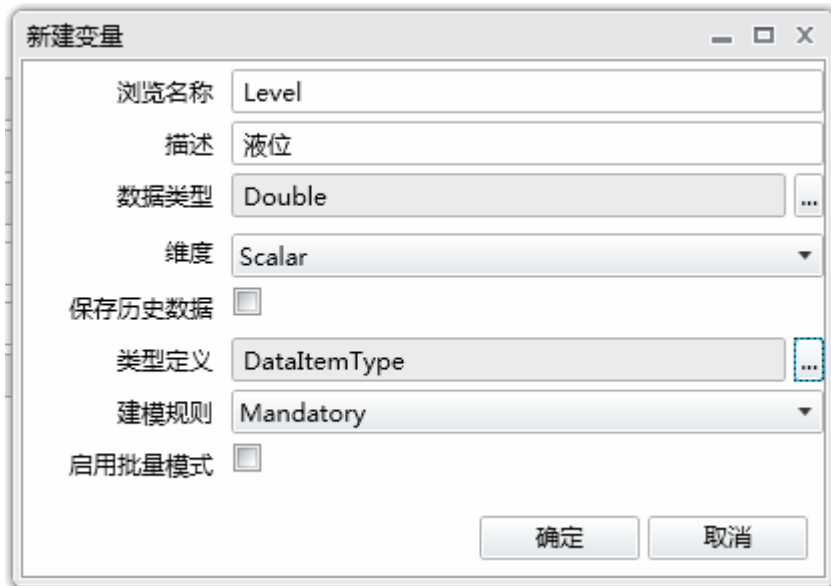 新建变量
浏览名称 Level
描述 液位
数据类型 Double ...
维度 Scalar
保存历史数据
类型定义 DataItemType ...
建模规则 Mandatory
启用批量模式
确定 取消